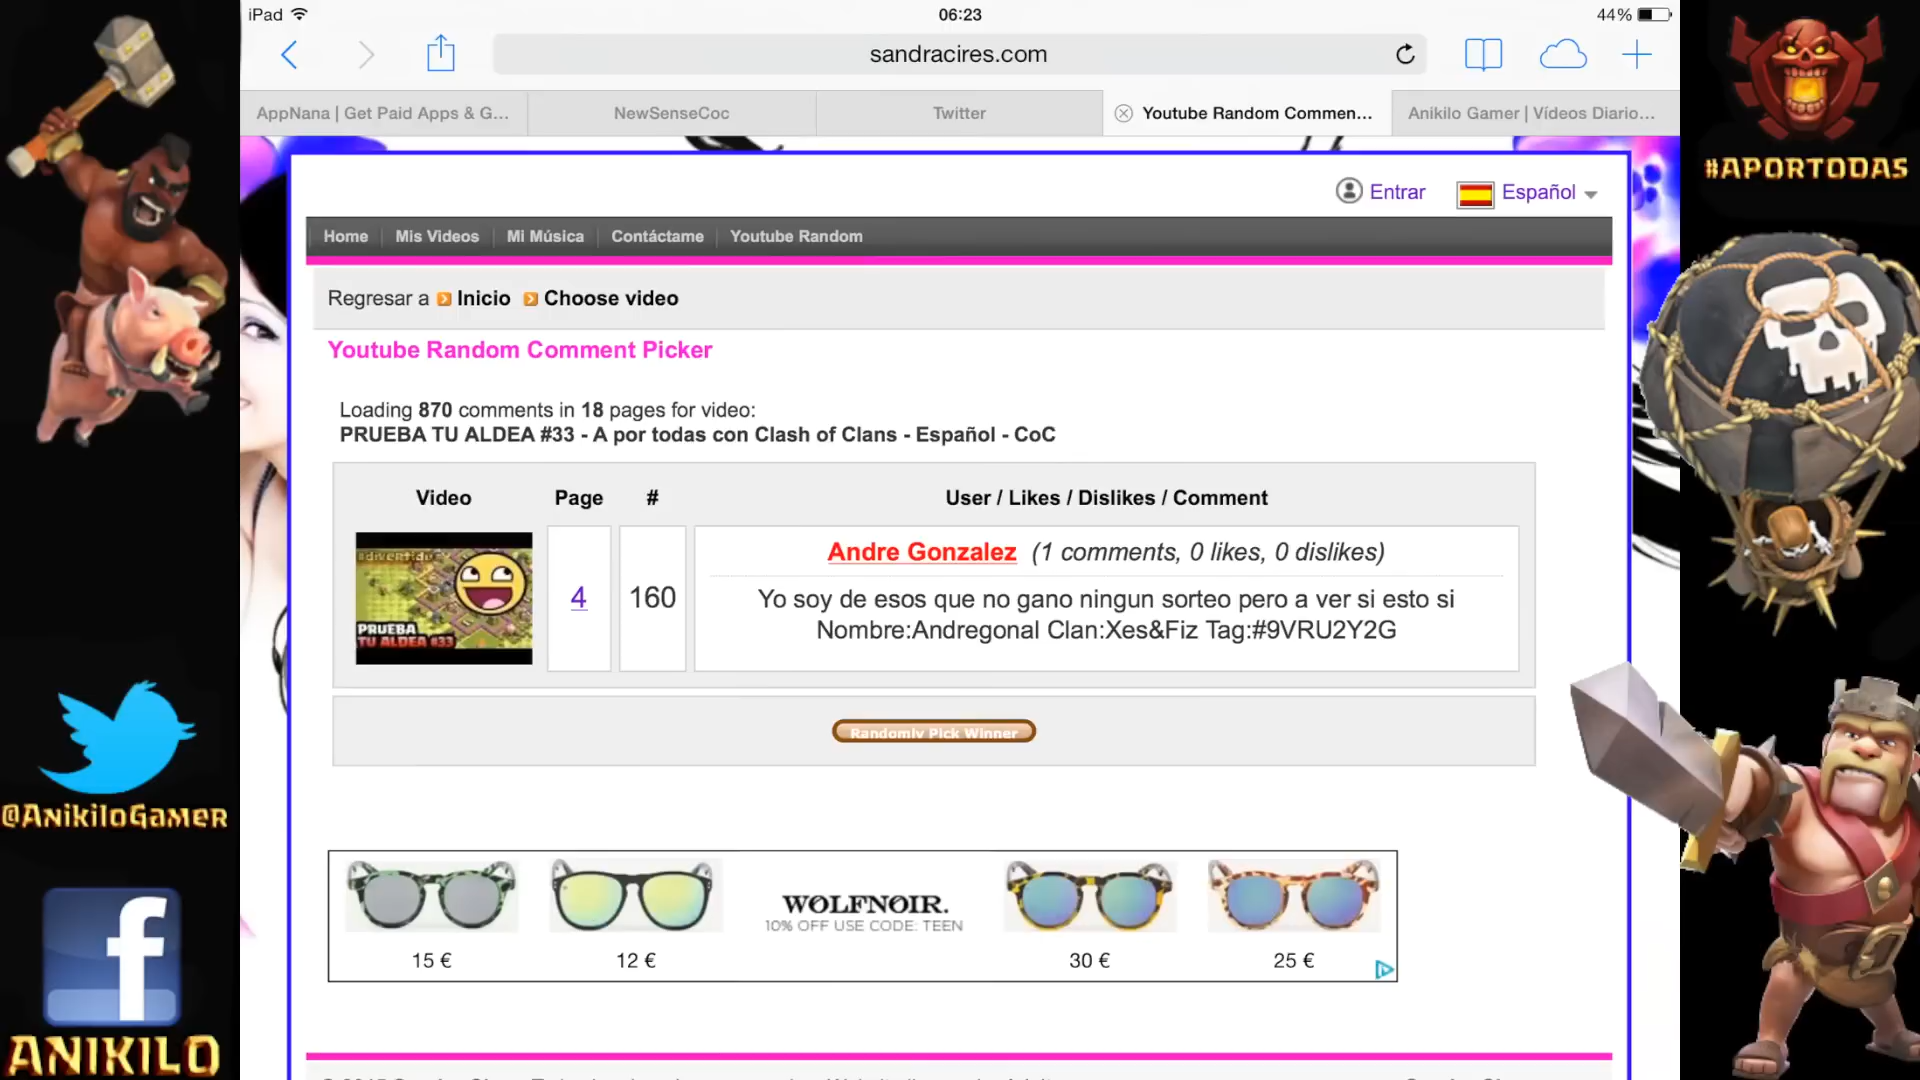 iPad
06:23
44%
sandracires.com
AppNana | Get Paid Apps & G...
NewSenseCoc
Twitter
Youtube Random Commen...
Anikilo Gamer | Vídeos Diario...
#APORTODAS
Entrar
Español
Home
Mis Videos
Mi Música
Contáctame
Youtube Random
Regresar a Inicio Choose video
Youtube Random Comment Picker
Loading 870 comments in 18 pages for video:
PRUEBA TU ALDEA #33 - A por todas con Clash of Clans - Español - CoC
Video
Page
#
User / Likes / Dislikes / Comment
#divertido
PRUEBA
TU ALDEA #33
4
160
Andre Gonzalez (1 comments, 0 likes, 0 dislikes)
Yo soy de esos que no gano ningun sorteo pero a ver si esto si
Nombre:Andregonal Clan:Xes&Fiz Tag:#9VRU2Y2G
Randomly Pick Winner
@AnikiloGamer
WOLFNOIR.
10% OFF USE CODE: TEEN
15 €
12 €
30 €
25 €
f
ANIKILO